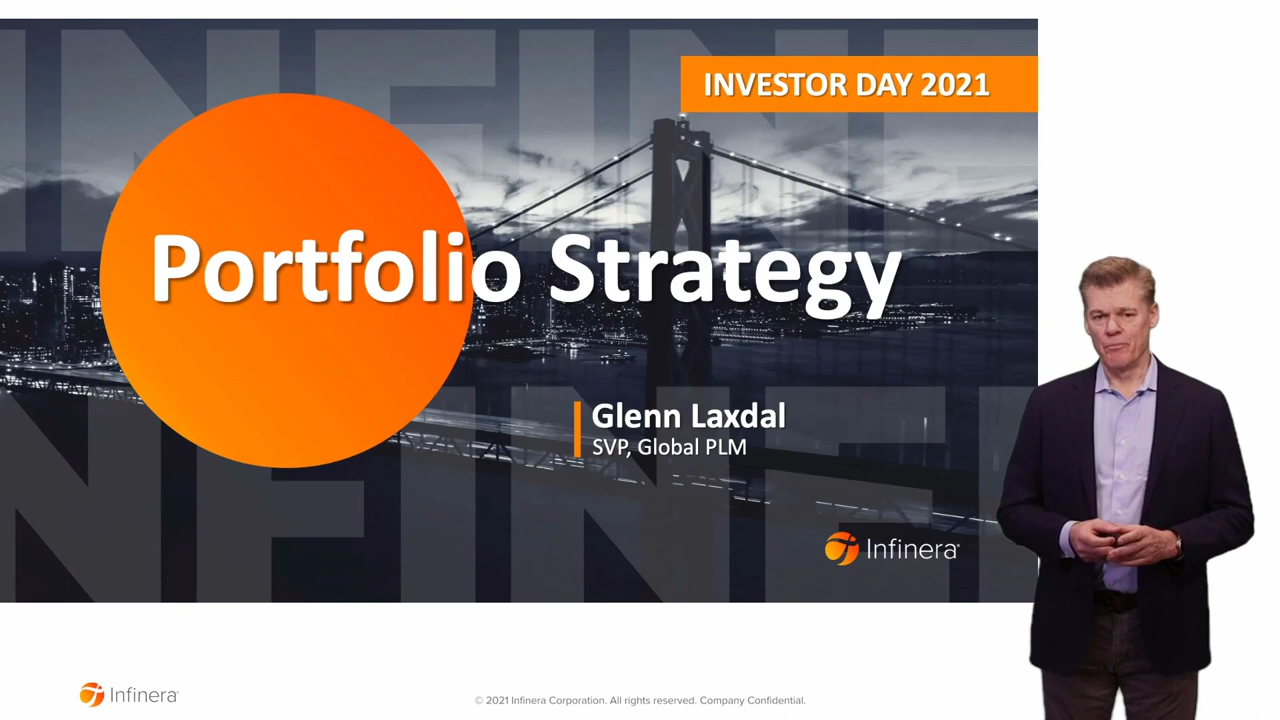 INVESTOR DAY 2021
Portfolio Strategy
Glenn Laxdal
SVP, Global PLM
Infinera
Infinera
© 2021 Infinera Corporation. All rights reserved. Company Confidential.